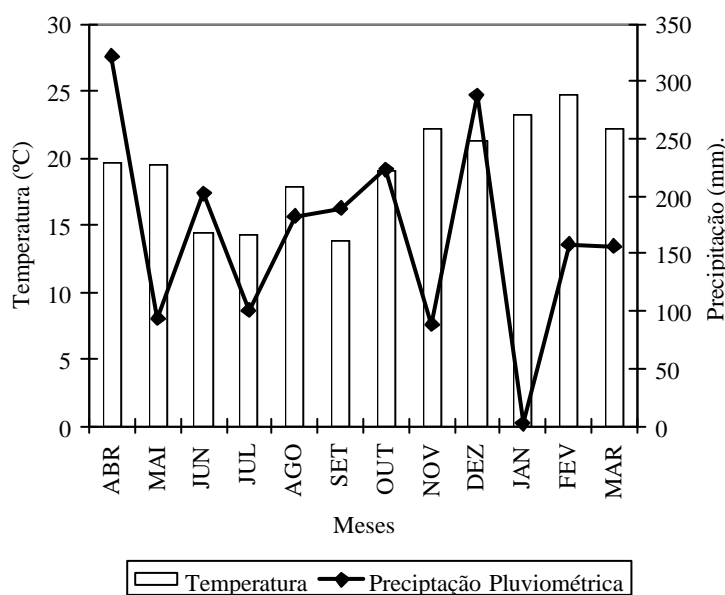 30
25
20
15
10
5
0
Temperatura (ºC)
350
300
250
200
150
100
50
0
Precipitação (mm).
ABR
MAI
JUN
JUL
AGO
SET
OUT
NOV
DEZ
JAN
FEV
MAR
Meses
Temperatura
Preciptação Pluviométrica